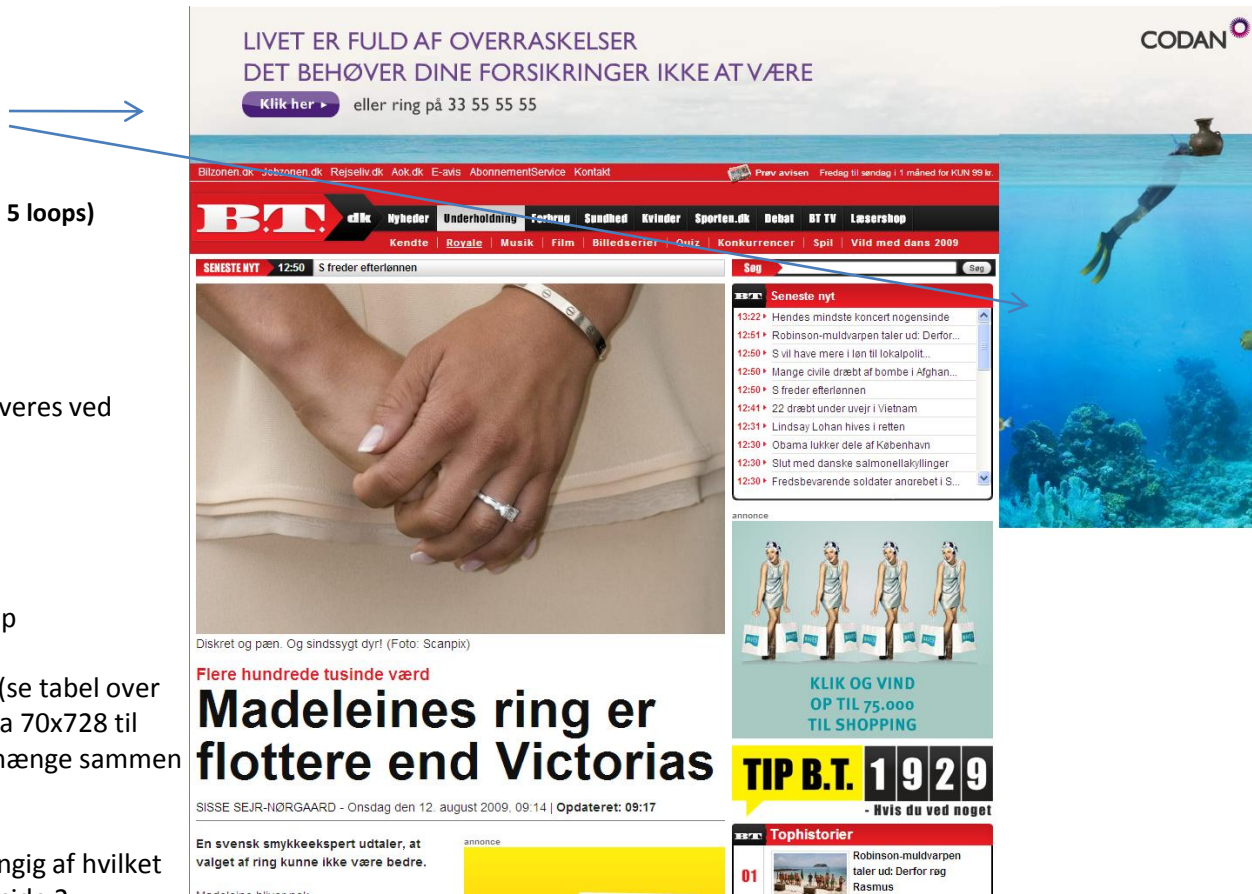 5 loops)
veres ved
p
(se tabel over
a 70x728 til
hænge sammen
ngig af hvilket
LIVET ER FULD AF OVERRASKELSER
DET BEHØVER DINE FORSIKRINGER IKKE AT VÆRE
Klik her
eller ring på 33 55 55 55
CODAN
Bilzonen.dk Jobzonen.dk Rejseliv.dk Aok.dk E-avis AbonnementService Kontakt
Prøv avisen Fredag til søndag i 1 måned for KUN 99 kr.
B.T. dk
Nyheder Underholdning Forbrug Sundhed Kvinder Sporten.dk Debat BT TV Læsershop
Kendte | Royale | Musik | Film | Billedserier | Quiz | Konkurrencer | Spil | Vild med dans 2009
SENESTE NYT 12:50 S freder efterlønnen
Søg
Søg
Diskret og pæn. Og sindssygt dyr! (Foto: Scanpix)
Flere hundrede tusinde værd
Madeleines ring er
flottere end Victorias
SISSE SEJR-NØRGAARD - Onsdag den 12. august 2009, 09:14 | Opdateret: 09:17
En svensk smykkeekspert udtaler, at
valget af ring kunne ikke være bedre.
annonce
B.T. Seneste nyt
13:22 Hendes mindste koncert nogensinde
12:51 Robinson-muldvarpen taler ud: Derfor...
12:50 S vil have mere i løn til lokalpolit...
12:50 Mange civile dræbt af bombe i Afghan...
12:50 S freder efterlønnen
12:41 22 dræbt under uvejr i Vietnam
12:31 Lindsay Lohan hives i retten
12:30 Obama lukker dele af København
12:30 Slut med danske salmonellakyllinger
12:30 Fredsbevarende soldater angrebet i S...
annonce
KLIK OG VIND
OP TIL 75.000
TIL SHOPPING
TIP B.T. 1929
- Hvis du ved noget
B.T. Tophistorier
01
Robinson-muldvarpen
taler ud: Derfor røg
Rasmus